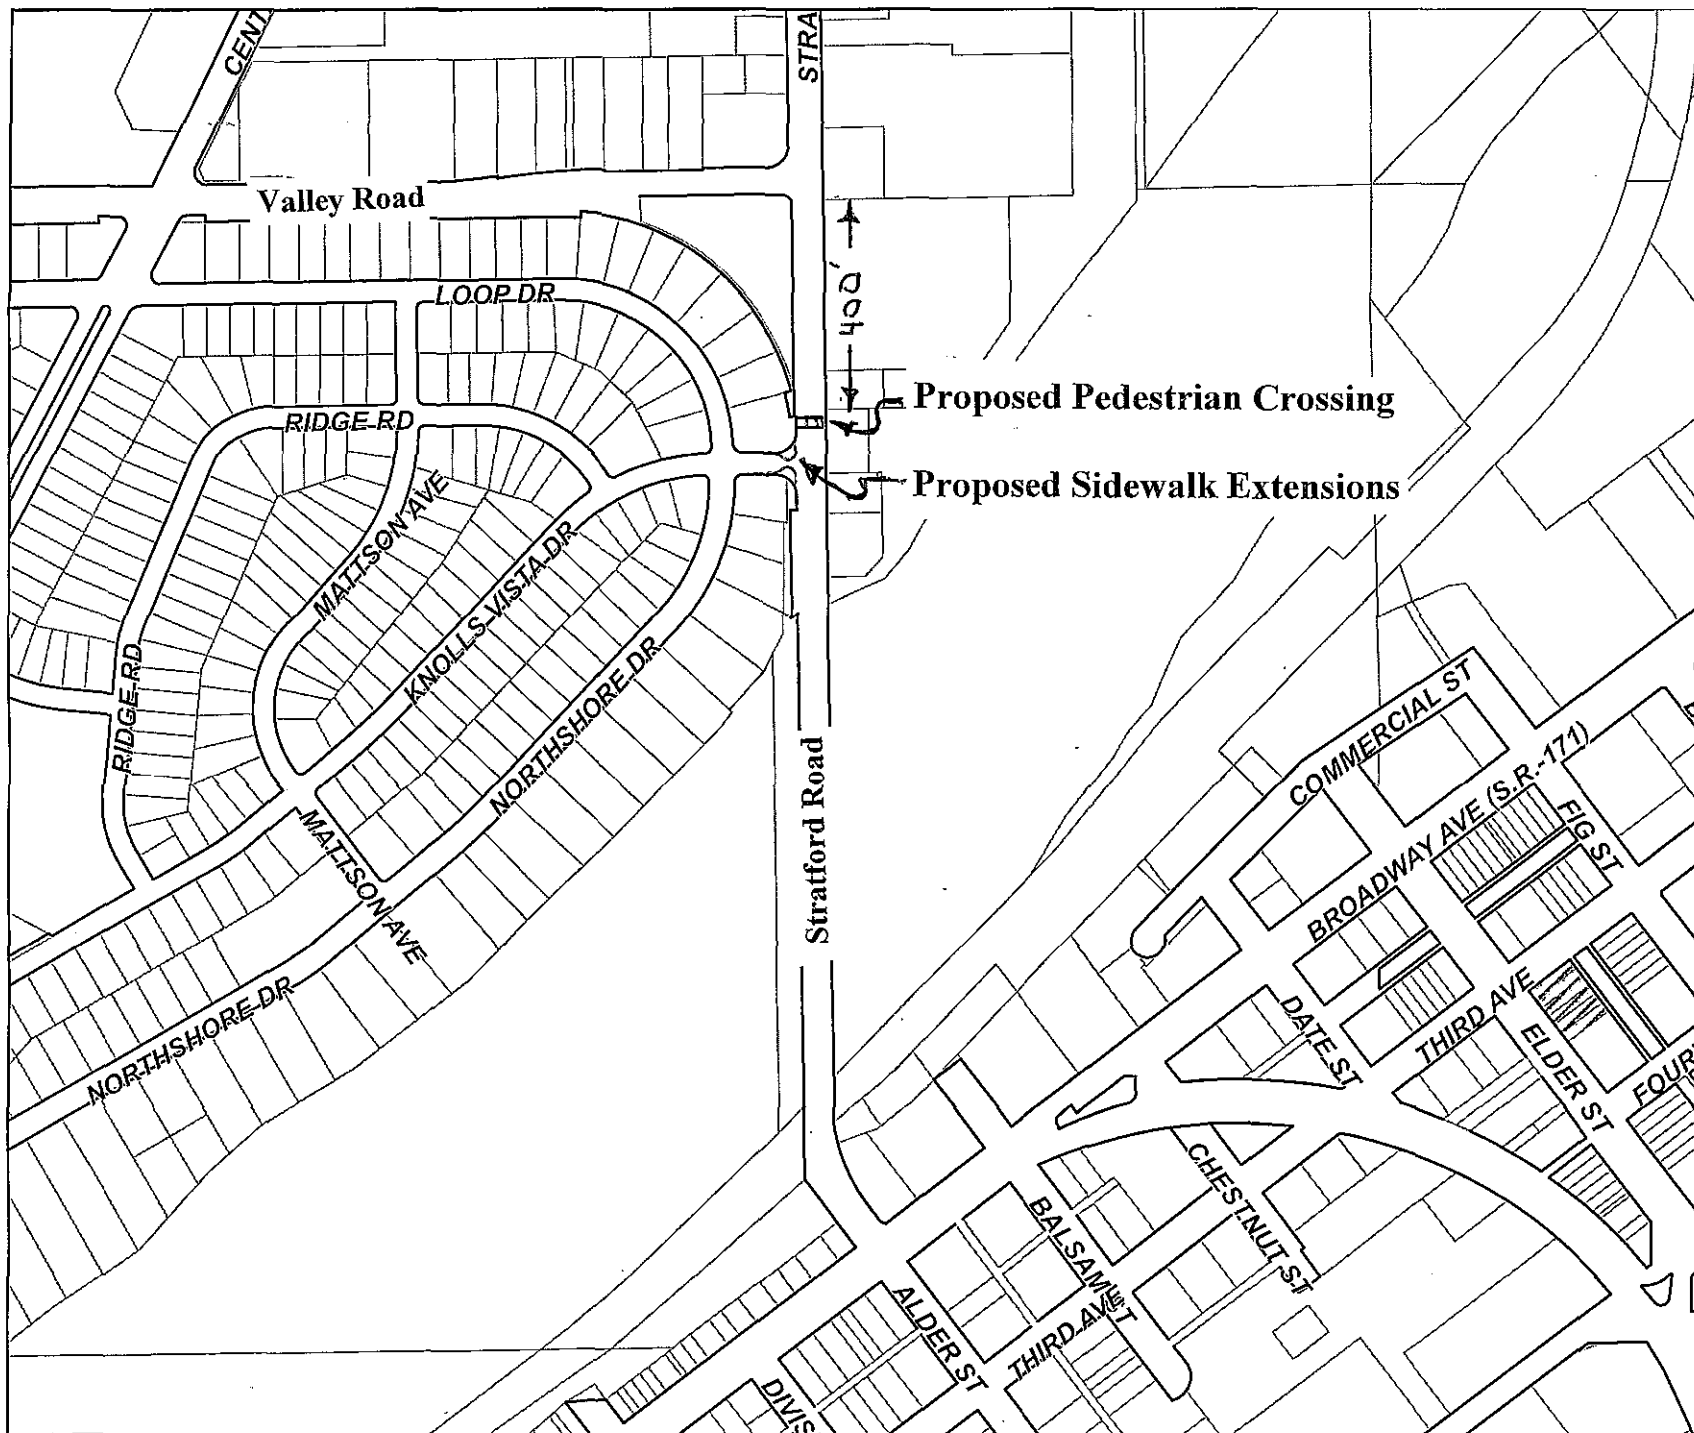 CENT
STRA
Valley Road
LOOP DR
400'
Proposed Pedestrian Crossing
RIDGE RD
Proposed Sidewalk Extensions
MATTSON AVE
KNOLLS VISTA DR
NORTHSHORE DR
RIDGE RD
Stratford Road
COMMERCIAL ST
BROADWAY AVE (S.R.-171)
FIG ST
MATTSON AVE
NORTHSHORE DR
DATE ST
THIRD AVE
ELDER ST
FOUR
CHESTNUT ST
BALSAM ST
ALDER ST
THIRD AVE
DIVIS